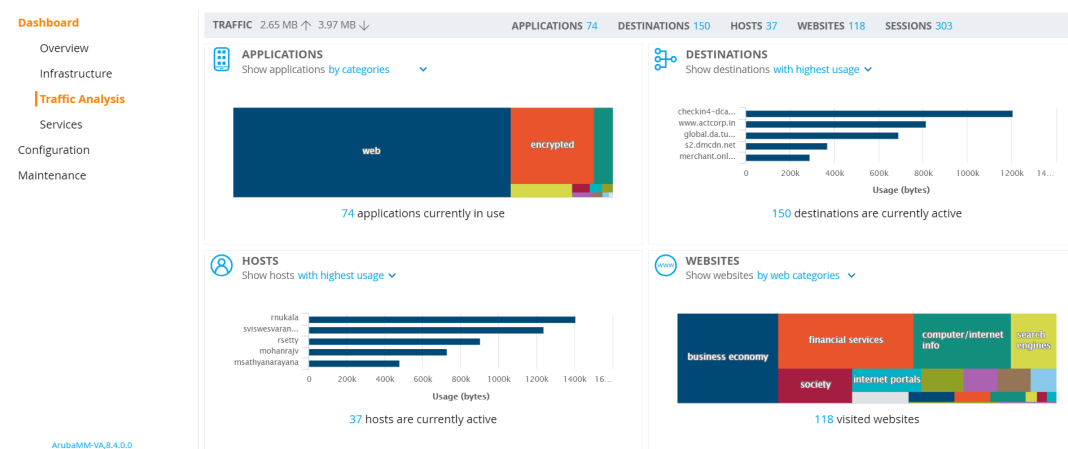 Dashboard
Overview
Infrastructure
Traffic Analysis
Services
Configuration
Maintenance
ArubaMM-VA,8.4.0.0
TRAFFIC 2.65 MB ↑ 3.97 MB ↓ APPLICATIONS 74 DESTINATIONS 150 HOSTS 37 WEBSITES 118 SESSIONS 303
APPLICATIONS
Show applications by categories
web
encrypted
74 applications currently in use
DESTINATIONS
Show destinations with highest usage
checkin4-dca...
www.actcorp.in
global.da.tu...
s2.dmcdn.net
merchant.onl...
0 200k 400k 600k 800k 1000k 1200k 14...
Usage (bytes)
150 destinations are currently active
HOSTS
Show hosts with highest usage
rnukala
sviswesvaran...
rsetty
mohanrajv
msathyanarayana
0 200k 400k 600k 800k 1000k 1200k 1400k 16...
Usage (bytes)
37 hosts are currently active
www
WEBSITES
Show websites by web categories
business economy
financial services
computer/internet
info
search
engines
society
internet portals
118 visited websites